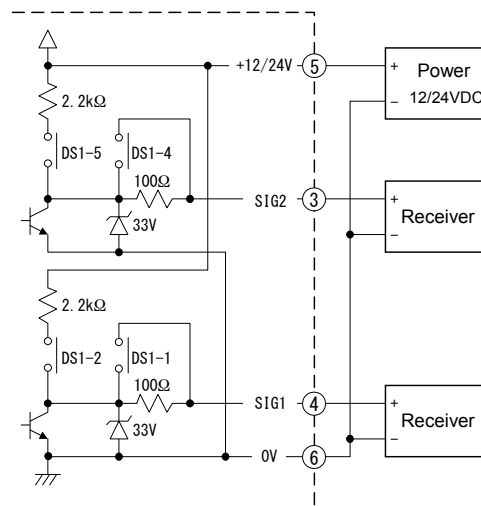 +12/24V
5
Power
12/24VDC
+
−
2.2kΩ
DS1-5
DS1-4
100Ω
33V
SIG2
3
+
Receiver
−
2.2kΩ
DS1-2
DS1-1
100Ω
33V
SIG1
4
+
Receiver
−
0V
6